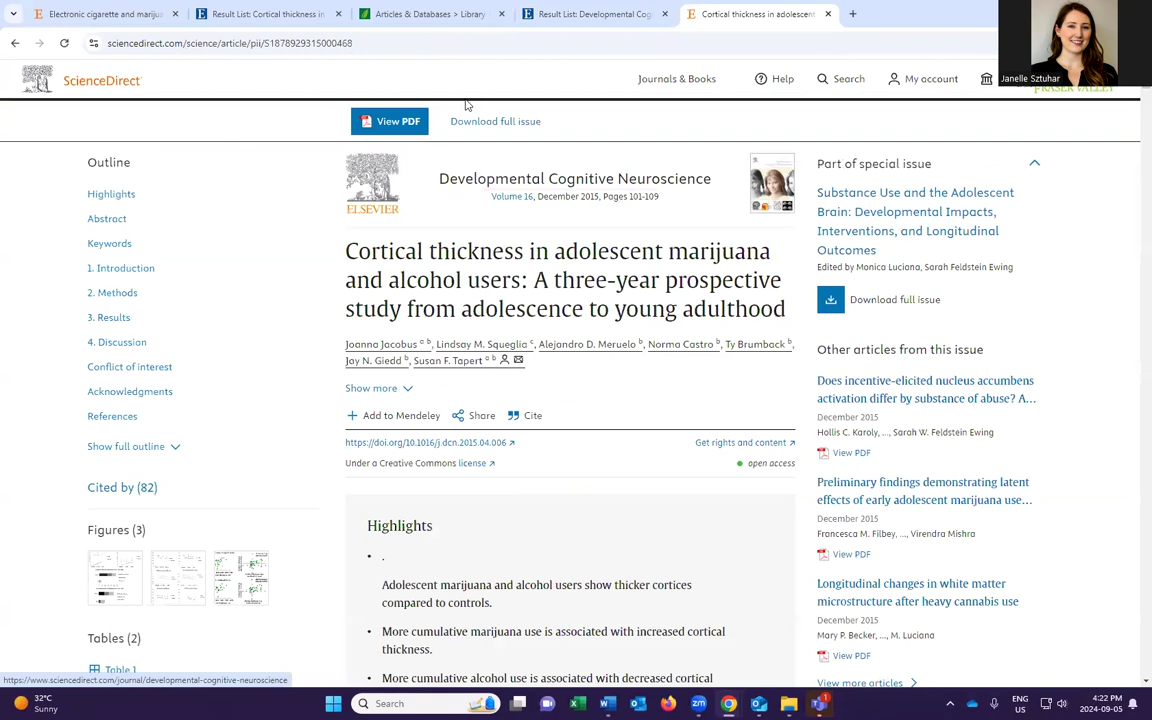 Electronic cigarette and mariju
Result List: Cortical thickness in
Articles & Databases > Library
Result List: Developmental Cog
Cortical thickness in adolescent
sciencedirect.com/science/article/pii/S1878929315000468
Janelle Sztuhar
ScienceDirect
Journals & Books
Help
Search
My account
FRASER VALLEY
View PDF
Download full issue
Outline
Highlights
Abstract
Keywords
1. Introduction
2. Methods
3. Results
4. Discussion
Conflict of interest
Acknowledgments
References
Show full outline
Cited by (82)
Figures (3)
Tables (2)
Table 1
ELSEVIER
Developmental Cognitive Neuroscience
Volume 16, December 2015, Pages 101-109
Cortical thickness in adolescent marijuana
and alcohol users: A three-year prospective
study from adolescence to young adulthood
Joanna Jacobus a b, Lindsay M. Squeglia c, Alejandro D. Meruelo b, Norma Castro b, Ty Brumback b,
Jay N. Giedd b, Susan F. Tapert a b
Show more
+ Add to Mendeley Share Cite
https://doi.org/10.1016/j.dcn.2015.04.006 ↗
Get rights and content ↗
Under a Creative Commons license ↗
open access
Highlights
• .
Adolescent marijuana and alcohol users show thicker cortices
compared to controls.
• More cumulative marijuana use is associated with increased cortical
thickness.
• More cumulative alcohol use is associated with decreased cortical
Part of special issue
Substance Use and the Adolescent
Brain: Developmental Impacts,
Interventions, and Longitudinal
Outcomes
Edited by Monica Luciana, Sarah Feldstein Ewing
Download full issue
Other articles from this issue
Does incentive-elicited nucleus accumbens
activation differ by substance of abuse? A...
December 2015
Hollis C. Karoly, ..., Sarah W. Feldstein Ewing
View PDF
Preliminary findings demonstrating latent
effects of early adolescent marijuana use...
December 2015
Francesca M. Filbey, ..., Virendra Mishra
View PDF
Longitudinal changes in white matter
microstructure after heavy cannabis use
December 2015
Mary P. Becker, ..., M. Luciana
View PDF
View more articles
https://www.sciencedirect.com/journal/developmental-cognitive-neuroscience
32°C
Sunny
Search
zm
1
ENG
US
4:22 PM
2024-09-05